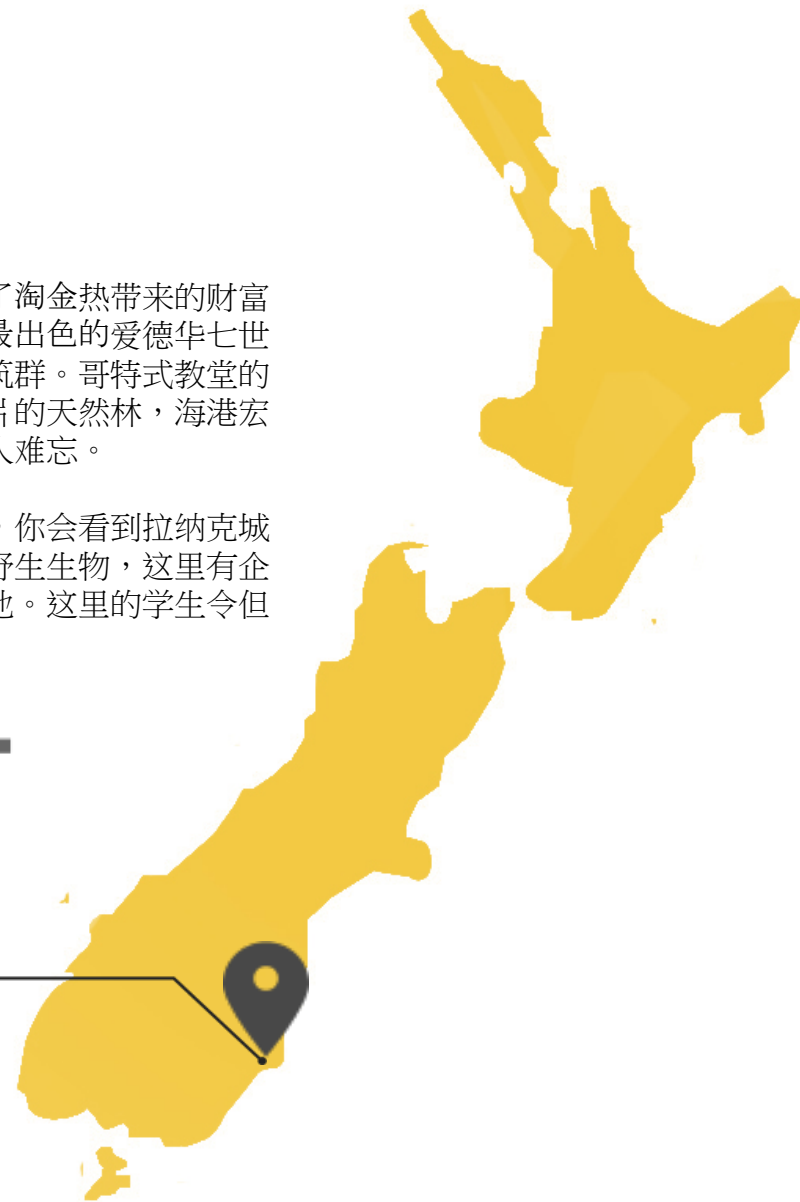 了淘金热带来的财富
最出色的爱德华七世
筑群。哥特式教堂的
的天然林，海港宏
人难忘。
你会看到拉纳克城
野生生物，这里有企
地。这里的学生令但